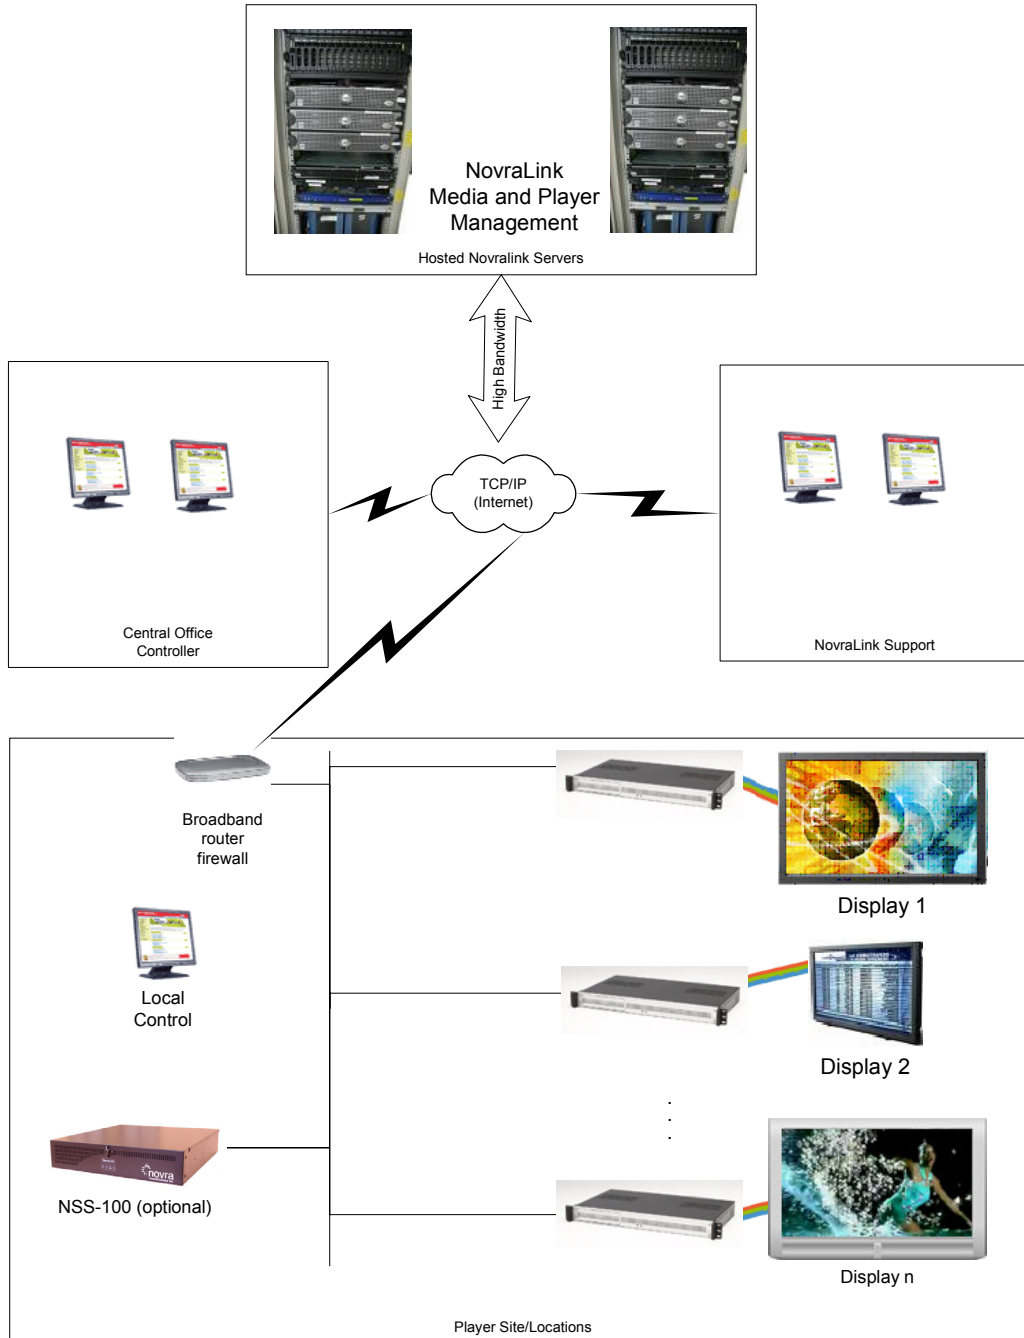 NovraLink
Media and Player
Management
Hosted Novralink Servers
High Bandwidth
TCP/IP
(Internet)
Central Office
Controller
NovraLink Support
Broadband
router
firewall
Display 1
Local
Control
Display 2
novra
NSS-100 (optional)
Display n
Player Site/Locations